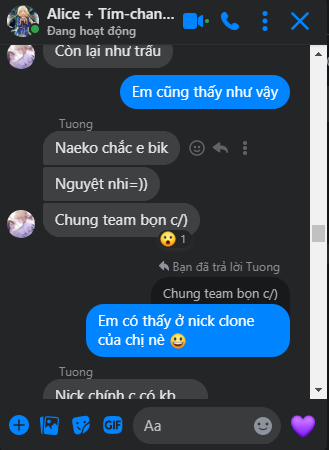 Alice + Tím-chan...
Đang hoạt động
Còn lại như trấu
Em cũng thấy như vậy
Tuong
Naeko chắc e bik
Nguyệt nhi=))
Chung team bọn c/)
1
Bạn đã trả lời Tuong
Chung team bọn c/)
Em có thấy ở nick clone
của chị nè
Tuong
Nick chính c có kb
GIF
Aa